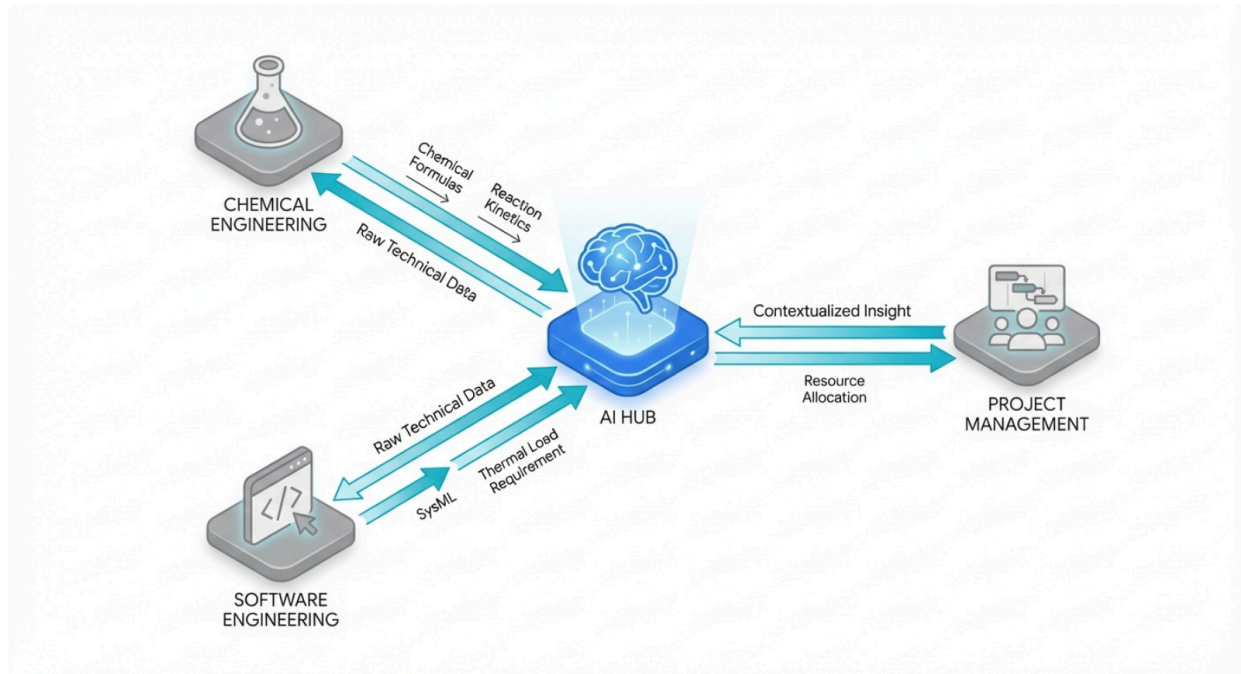 CHEMICAL
ENGINEERING
Chemical
Formulas
Reaction
Kinetics
Raw Technical Data
AI HUB
Contextualized Insight
Resource
Allocation
PROJECT
MANAGEMENT
Raw Technical Data
Thermal Load
Requirement
SysML
</>
SOFTWARE
ENGINEERING